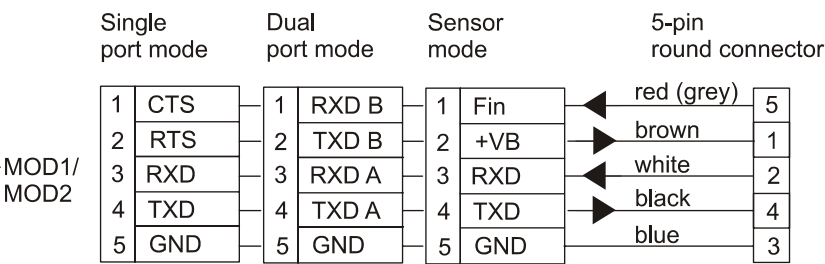 Single port mode
Dual port mode
Sensor mode
5-pin round connector
1 CTS 1 RXD B 1 Fin red (grey) 5
2 RTS 2 TXD B 2 +VB brown 1
MOD1/ MOD2
3 RXD 3 RXD A 3 RXD white 2
4 TXD 4 TXD A 4 TXD black 4
5 GND 5 GND 5 GND blue 3